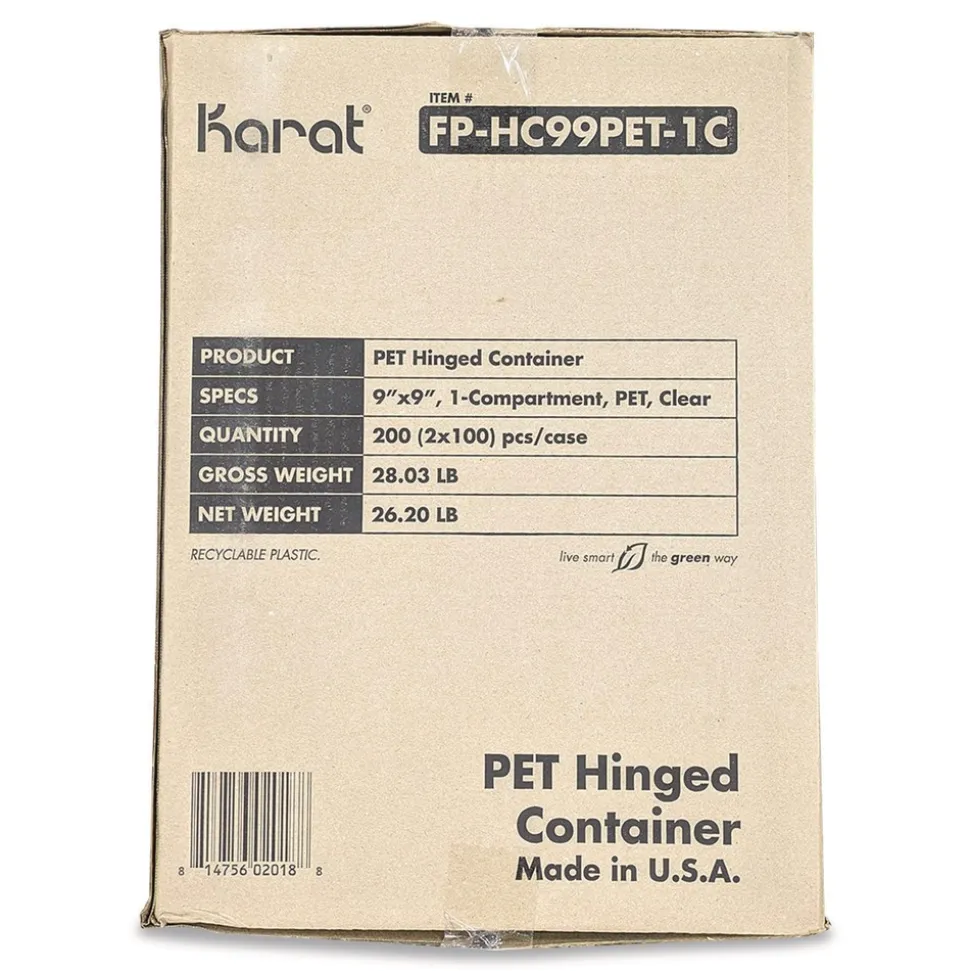 Karat®
ITEM #
FP-HC99PET-1C
PRODUCT PET Hinged Container
SPECS 9”x9”, 1-Compartment, PET, Clear
QUANTITY 200 (2x100) pcs/case
GROSS WEIGHT 28.03 LB
NET WEIGHT 26.20 LB
RECYCLABLE PLASTIC. live smart the green way
PET Hinged
Container
Made in U.S.A.
8 14756 02018 8